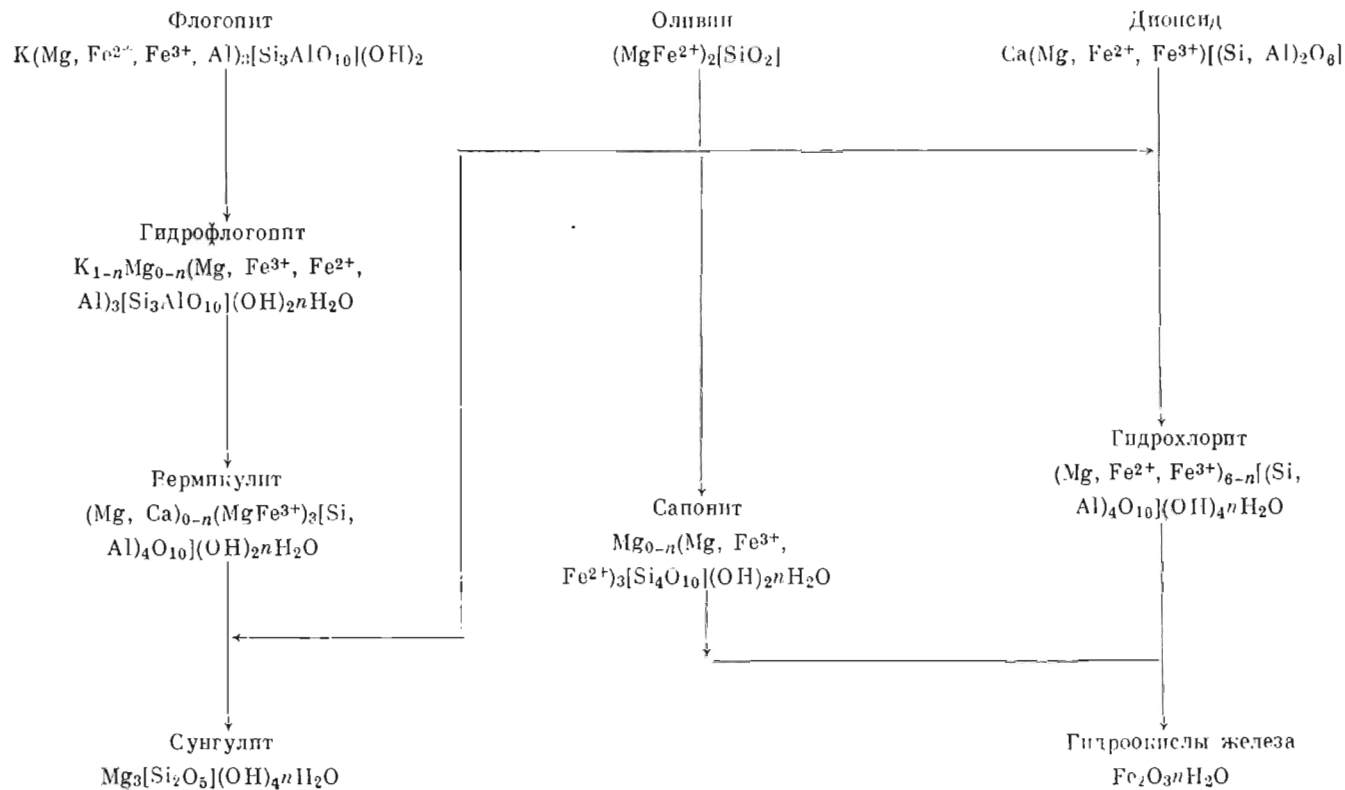 Флогопит
K(Mg, Fe²⁺, Fe³⁺, Al)₃[Si₃AlO₁₀](OH)₂
Оливин
(MgFe²⁺)₂[SiO₂]
Диопсид
Ca(Mg, Fe²⁺, Fe³⁺)[(Si, Al)₂O₆]
Гидрофлогопит
K₁₋ₙMg₀₋ₙ(Mg, Fe³⁺, Fe²⁺,
Al)₃[Si₃AlO₁₀](OH)₂nH₂O
Вермикулит
(Mg, Ca)₀₋ₙ(MgFe³⁺)₃[Si,
Al)₄O₁₀](OH)₂nH₂O
Сапонит
Mg₀₋ₙ(Mg, Fe³⁺,
Fe²⁺)₃[Si₄O₁₀](OH)₂nH₂O
Гидрохлорит
(Mg, Fe²⁺, Fe³⁺)₆₋ₙ[(Si,
Al)₄O₁₀](OH)₄nH₂O
Сунгулит
Mg₃[Si₂O₅](OH)₄nH₂O
Гидроокислы железа
Fe₂O₃nH₂O